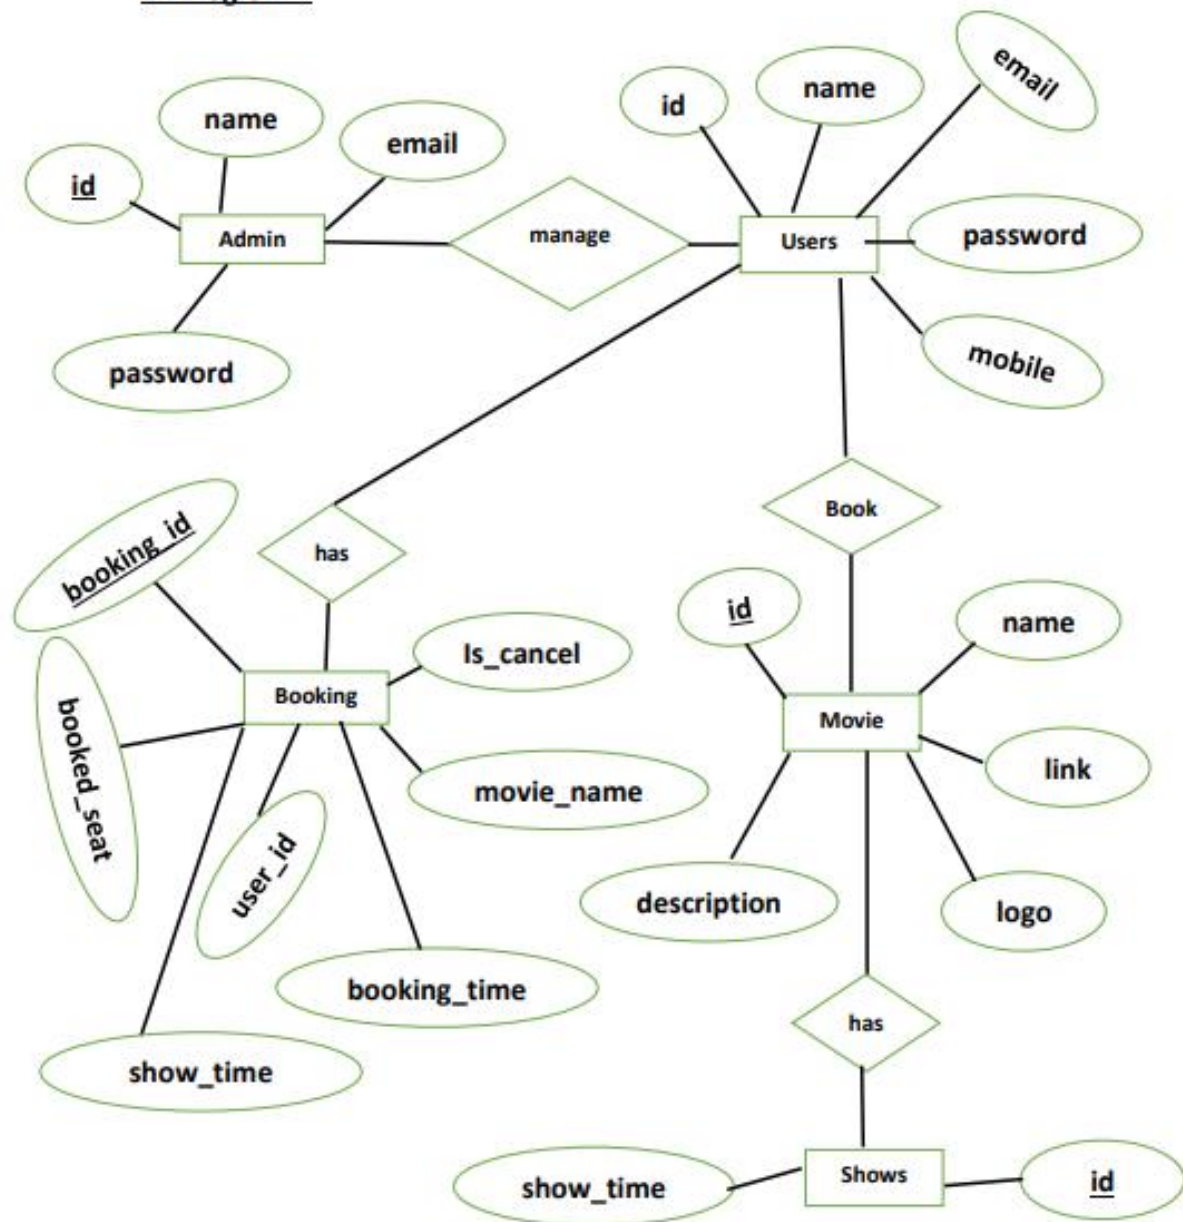 email
id
name
name
email
id
Admin
manage
Users
password
password
mobile
booking_id
has
Book
id
name
Is_cancel
Booking
Movie
booked_seat
movie_name
link
user_id
description
logo
booking_time
has
show_time
show_time
Shows
id